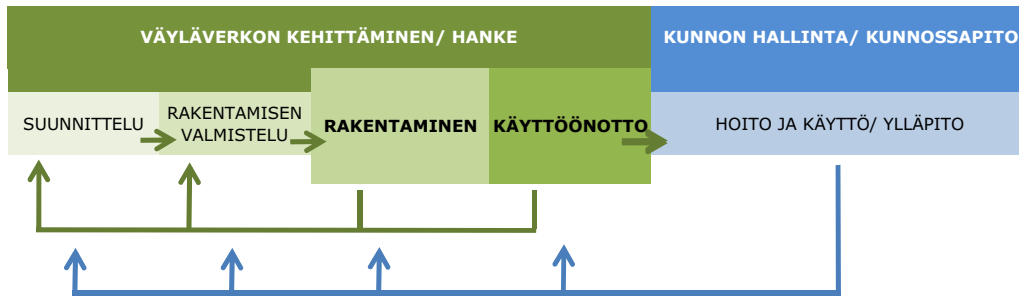 VÄYLÄVERKON KEHITTÄMINEN/ HANKE
KUNNON HALLINTA/ KUNNOSSAPITO
SUUNNITTELU
RAKENTAMISEN
VALMISTELU
RAKENTAMINEN
KÄYTTÖÖNOTTO
HOITO JA KÄYTTÖ/ YLLÄPITO